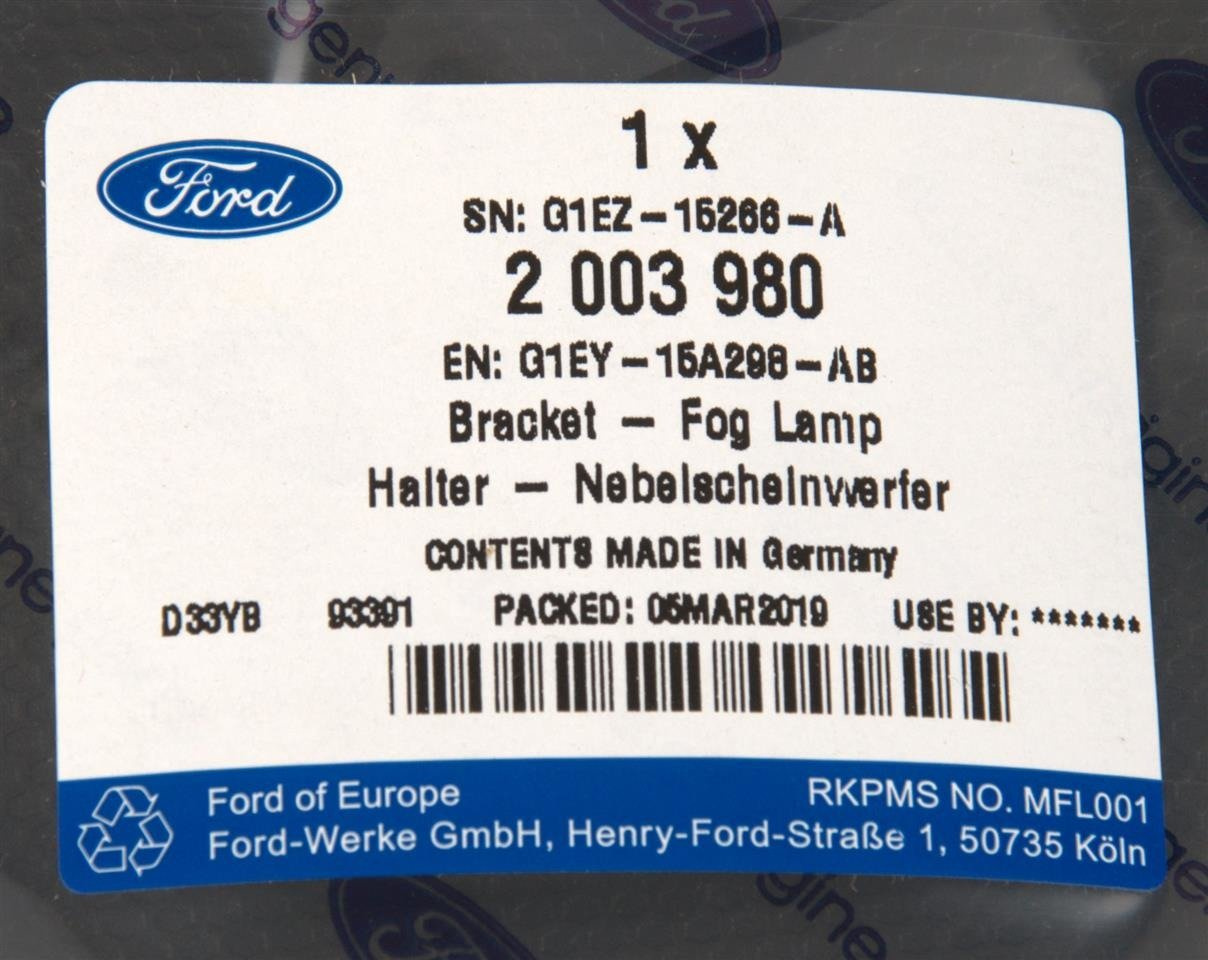 Ford
1 x
SN: G1EZ-15266-A
2 003 980
EN: G1EY-15A298-AB
Bracket - Fog Lamp
Halter - Nebelscheinwerfer
CONTENTS MADE IN Germany
D33YB 93391 PACKED: 05MAR2019 USE BY: *******
Ford of Europe RKPMS NO. MFL001
Ford-Werke GmbH, Henry-Ford-Straße 1, 50735 Köln